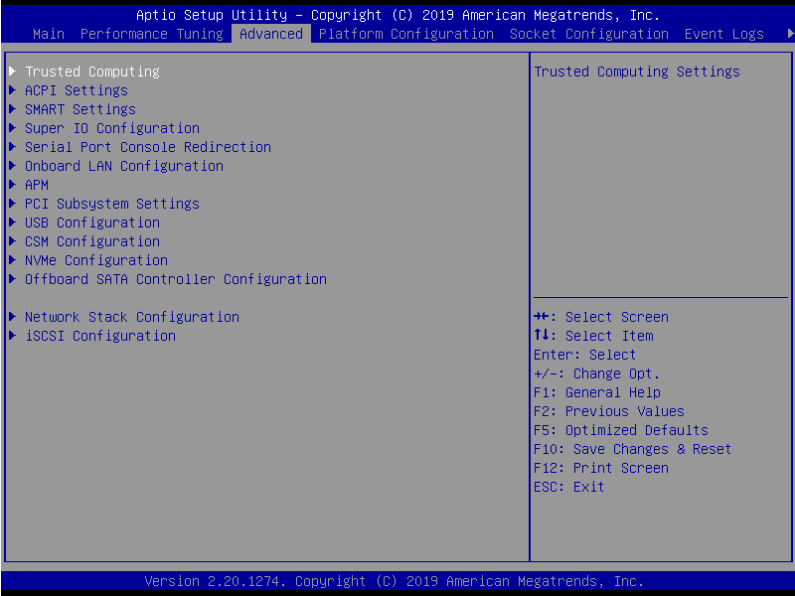 Aptio Setup Utility – Copyright (C) 2019 American Megatrends, Inc.
Main Performance Tuning Advanced Platform Configuration Socket Configuration Event Logs
Trusted Computing
ACPI Settings
SMART Settings
Super IO Configuration
Serial Port Console Redirection
Onboard LAN Configuration
APM
PCI Subsystem Settings
USB Configuration
CSM Configuration
NVMe Configuration
Offboard SATA Controller Configuration
Network Stack Configuration
iSCSI Configuration
Trusted Computing Settings
→←: Select Screen
↑↓: Select Item
Enter: Select
+/-: Change Opt.
F1: General Help
F2: Previous Values
F5: Optimized Defaults
F10: Save Changes & Reset
F12: Print Screen
ESC: Exit
Version 2.20.1274. Copyright (C) 2019 American Megatrends, Inc.